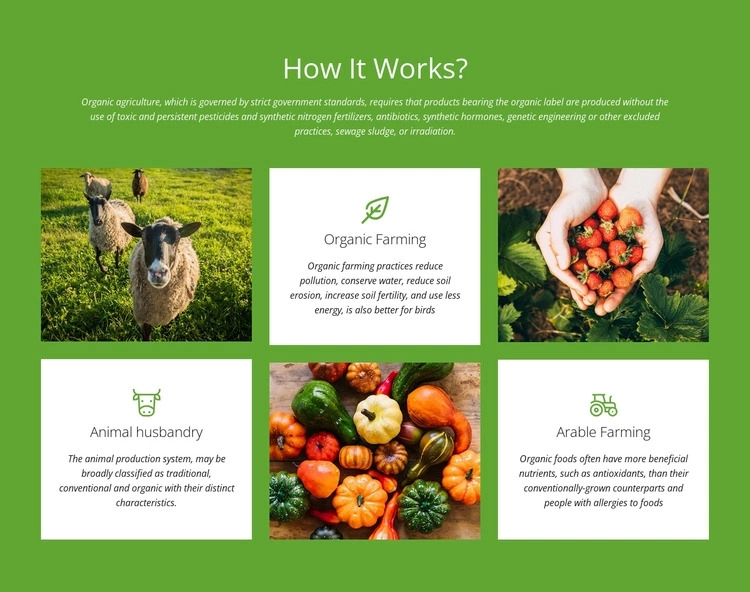 How It Works?
Organic agriculture, which is governed by strict government standards, requires that products bearing the organic label are produced without the
use of toxic and persistent pesticides and synthetic nitrogen fertilizers, antibiotics, synthetic hormones, genetic engineering or other excluded
practices, sewage sludge, or irradiation.
Organic Farming
Organic farming practices reduce
pollution, conserve water, reduce soil
erosion, increase soil fertility, and use less
energy, is also better for birds
Animal husbandry
The animal production system, may be
broadly classified as traditional,
conventional and organic with their distinct
characteristics.
Arable Farming
Organic foods often have more beneficial
nutrients, such as antioxidants, than their
conventionally-grown counterparts and
people with allergies to foods